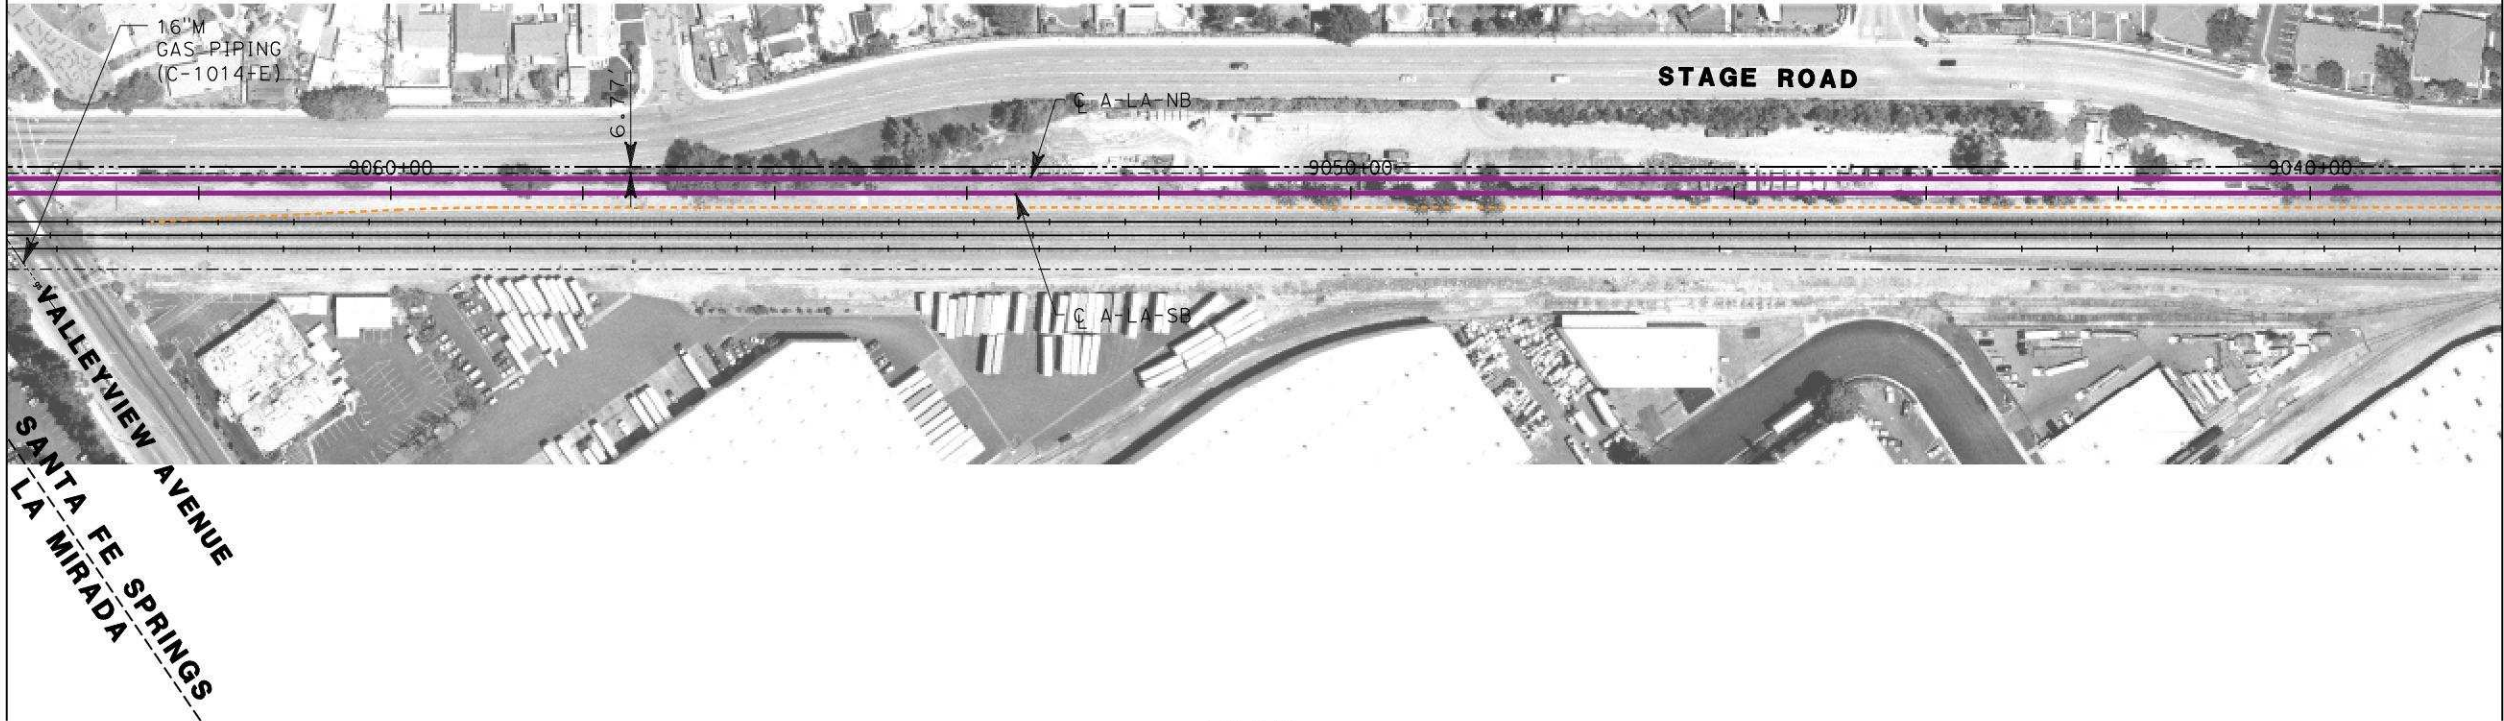 16"M
GAS PIPING
(C-1014-E)
6.77'
STAGE ROAD
℄ A-LA-NB
9060+00
9050+00
9040+00
℄ A-LA-SB
VALLEYVIEW AVENUE
SANTA FE SPRINGS
LA MIRADA